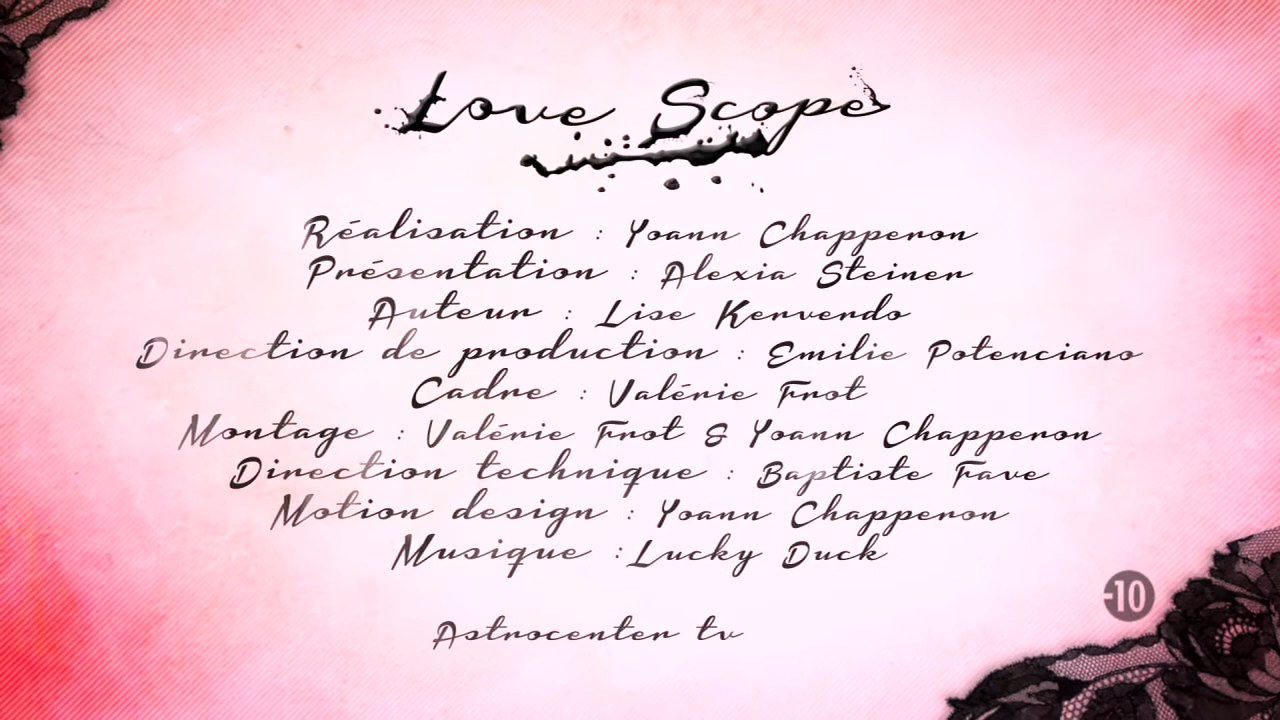 Love Scope
Réalisation : Yoann Chapperon
Présentation : Alexia Steiner
Auteur : Lise Kerverdo
Direction de production : Emilie Potenciano
Cadre : Valérie Frot
Montage : Valérie Frot & Yoann Chapperon
Direction technique : Baptiste Fave
Motion design : Yoann Chapperon
Musique :Lucky Duck
-10
Astrocenter tv